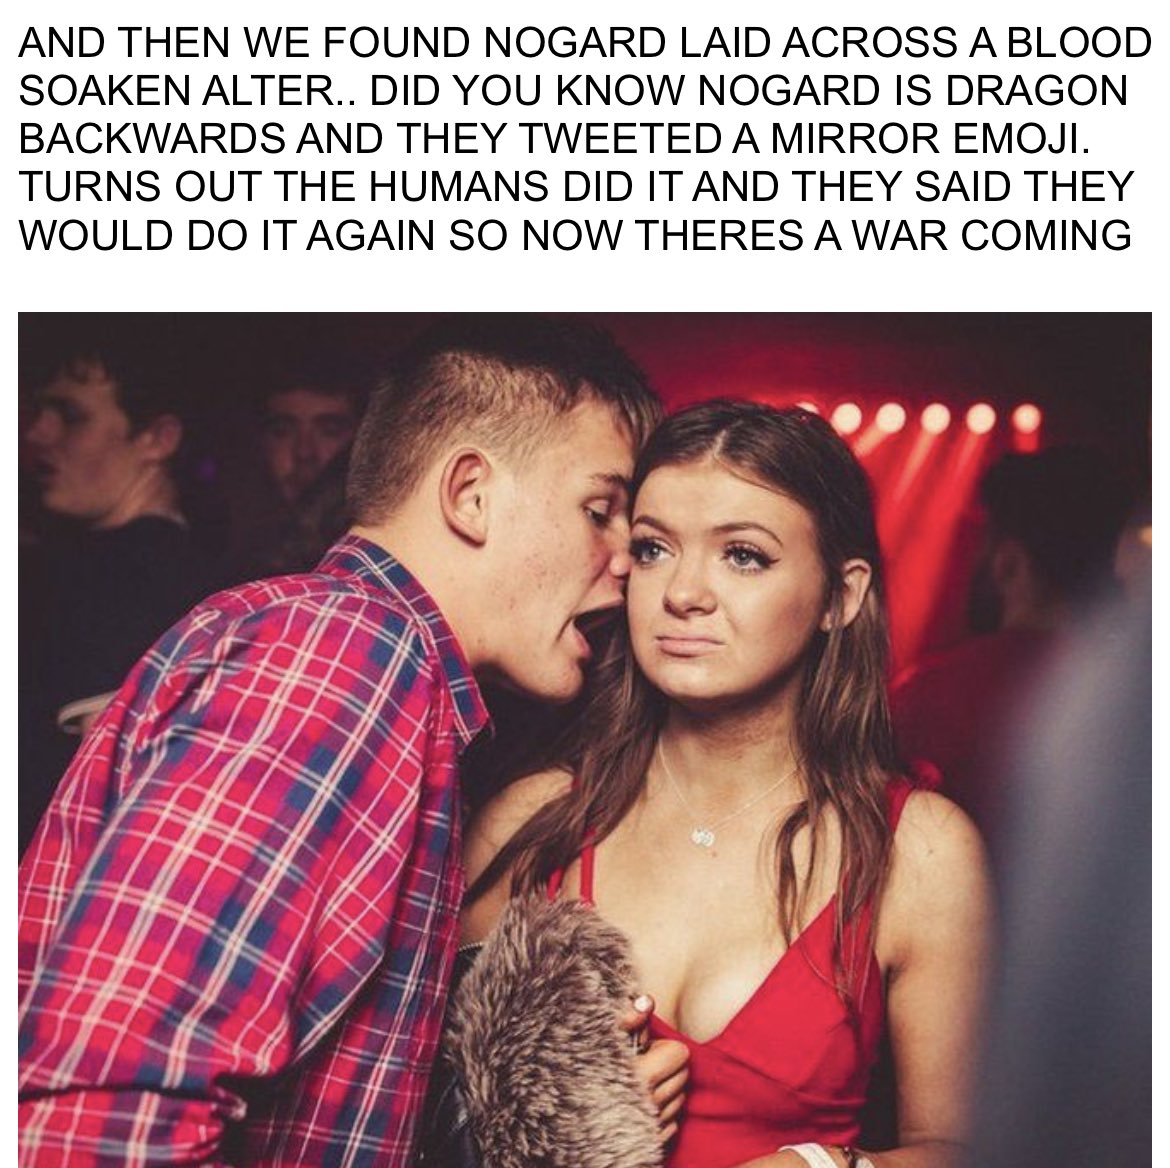 AND THEN WE FOUND NOGARD LAID ACROSS A BLOOD
SOAKEN ALTER.. DID YOU KNOW NOGARD IS DRAGON
BACKWARDS AND THEY TWEETED A MIRROR EMOJI.
TURNS OUT THE HUMANS DID IT AND THEY SAID THEY
WOULD DO IT AGAIN SO NOW THERES A WAR COMING